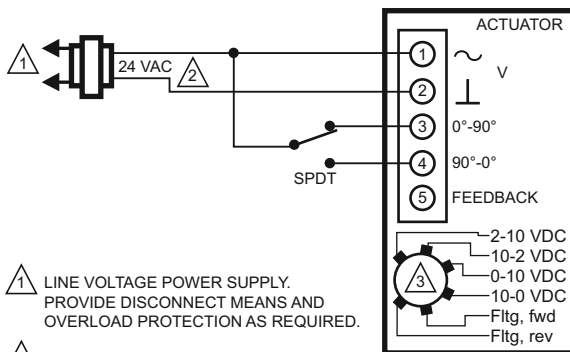 ACTUATOR
1
1
24 VAC
2
V
2
3
0°-90°
4
90°-0°
SPDT
5
FEEDBACK
2-10 VDC
10-2 VDC
3
0-10 VDC
10-0 VDC
Fltg, fwd
Fltg, rev
1 LINE VOLTAGE POWER SUPPLY.
PROVIDE DISCONNECT MEANS AND
OVERLOAD PROTECTION AS REQUIRED.